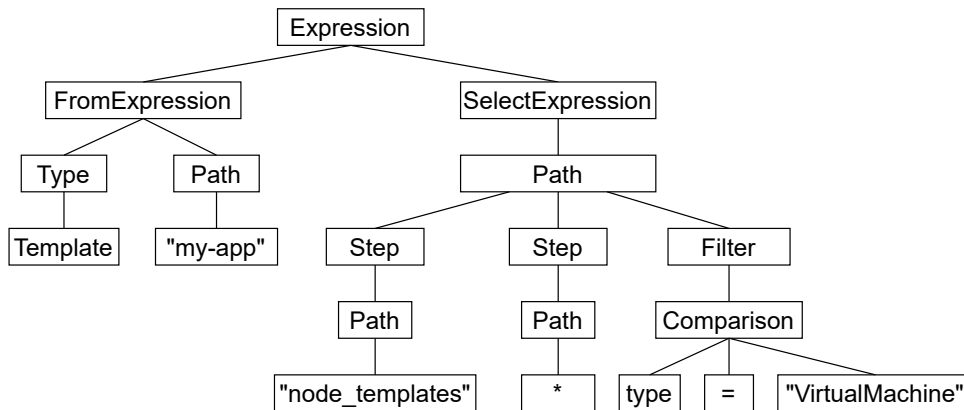 Expression
FromExpression SelectExpression
Type Path Path
Template "my-app" Step Step Filter
Path Path Comparison
"node_templates" * type = "VirtualMachine"